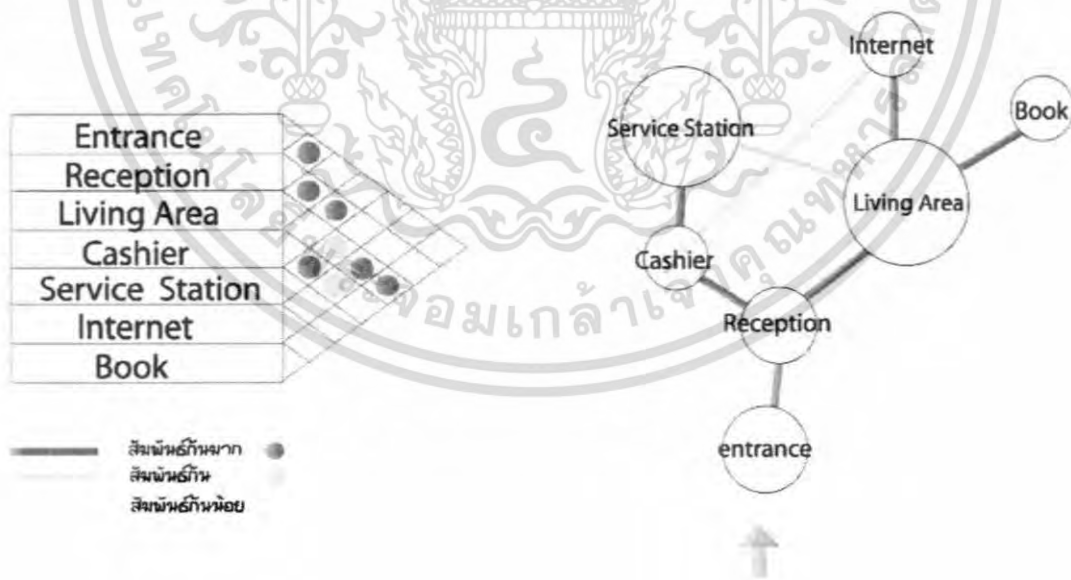 Entrance
Reception
Living Area
Cashier
Service Station
Internet
Book
สัมพันธ์กันมาก
สัมพันธ์กัน
สัมพันธ์กันน้อย
Internet
Book
Service Station
Living Area
Cashier
Reception
entrance